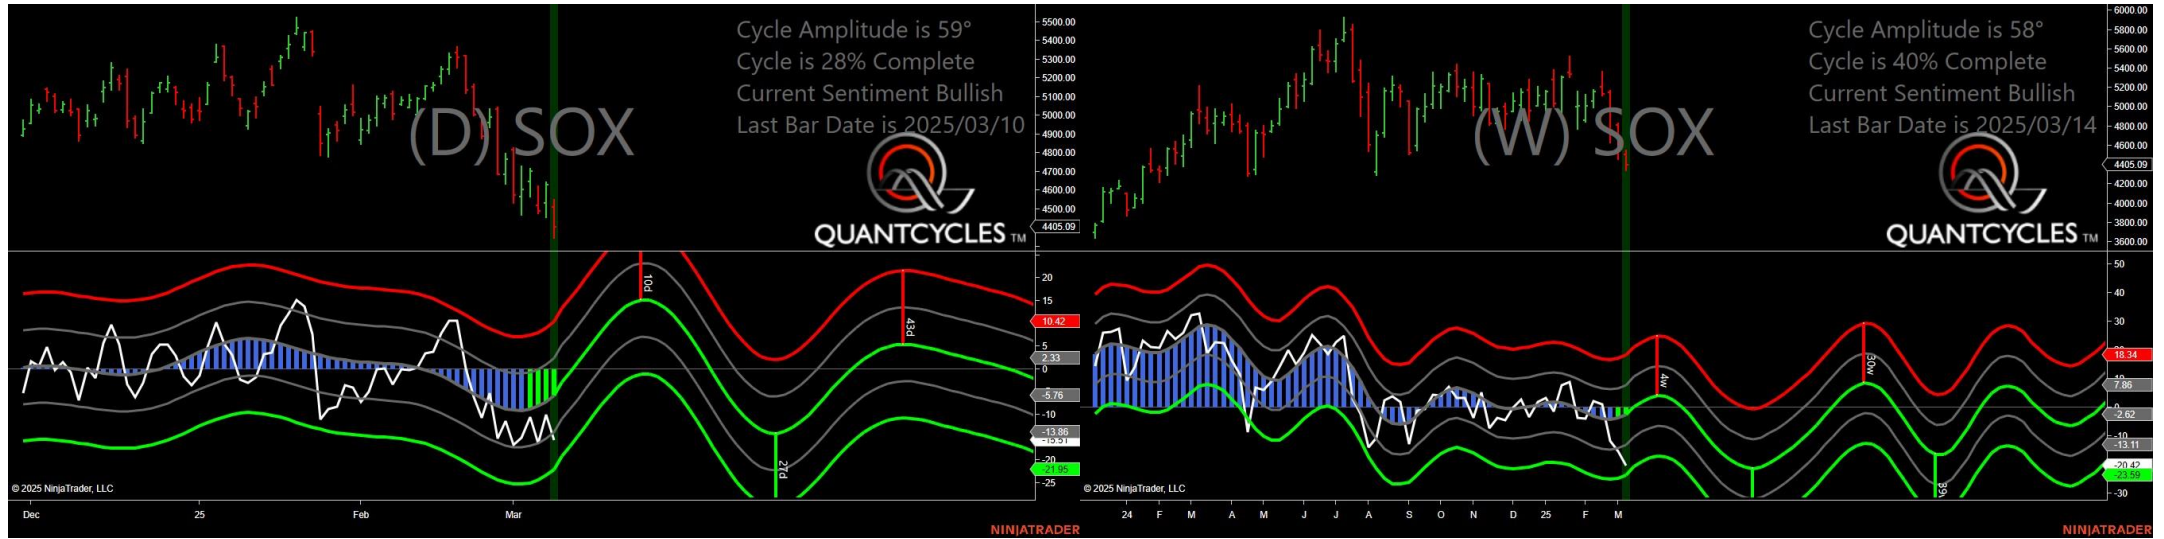 Cycle Amplitude is 59°
Cycle is 28% Complete
Current Sentiment Bullish
Last Bar Date is 2025/03/10
(D) SOX
QUANTCYCLES TM
5500.00
5400.00
5300.00
5200.00
5100.00
5000.00
4900.00
4800.00
4700.00
4600.00
4500.00
4405.09
10d
27d
43d
20
15
10.42
5
2.33
0
-5.76
-10
-13.86
-15.51
-20
-21.95
-25
© 2025 NinjaTrader, LLC
Dec
25
Feb
Mar
NINJATRADER
Cycle Amplitude is 58°
Cycle is 40% Complete
Current Sentiment Bullish
Last Bar Date is 2025/03/14
(W) SOX
QUANTCYCLES TM
6000.00
5800.00
5600.00
5400.00
5200.00
5000.00
4800.00
4600.00
4405.09
4200.00
4000.00
3800.00
3600.00
4w
30w
50
40
30
18.34
10
7.86
0
-2.62
-10
-13.11
-20.42
-23.59
-30
© 2025 NinjaTrader, LLC
24 F M A M J J A S O N D 25 F M
NINJATRADER